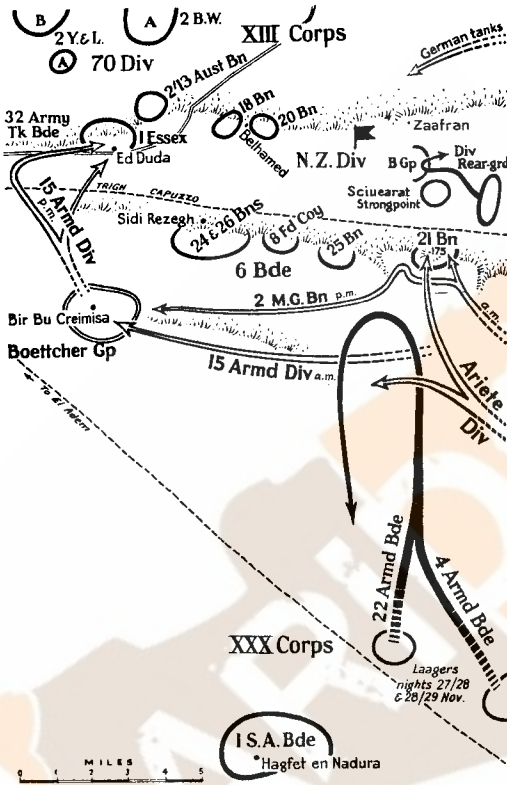 B
A
2 B.W.
2 Y.& L.
A 70 Div
XIII Corps
German tanks
2/13 Aust Bn
32 Army
Tk Bde
1 Essex
Ed Duda
18 Bn
20 Bn
Belhamed
Zaafran
N.Z. Div
B Gp
Div
Rear-grd
Sciuearat
Strongpoint
TRIGH CAPUZZO
15 Armd Div
p.m.
Sidi Rezegh
24 & 26 Bns
8 Fd Coy
25 Bn
21 Bn
175
6 Bde
2 M.G. Bn p.m.
a.m.
Bir Bu Creimisa
Boettcher Gp
15 Armd Div a.m.
To El Adem
Ariete
Div
22 Armd Bde
4 Armd Bde
XXX Corps
Laagers
nights 27/28
& 28/29 Nov.
1 S.A. Bde
Hagfet en Nadura
MILES
0 1 2 3 4 5